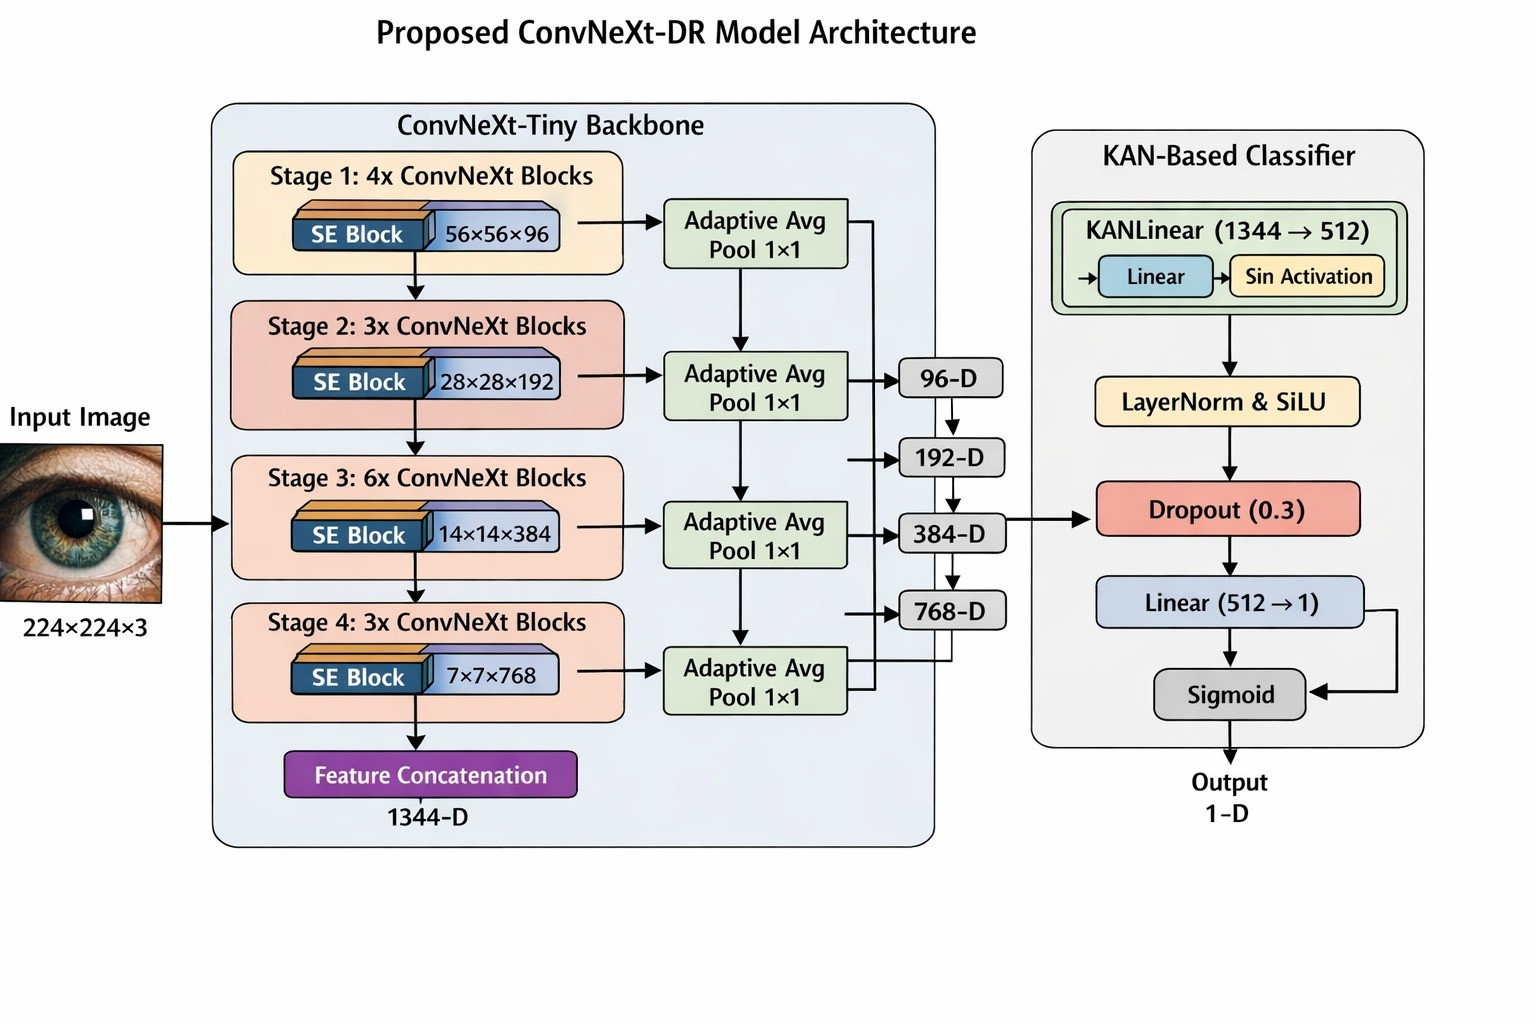 Proposed ConvNeXt-DR Model Architecture
ConvNeXt-Tiny Backbone
Stage 1: 4x ConvNeXt Blocks
SE Block
56×56×96
Adaptive Avg
Pool 1×1
Stage 2: 3x ConvNeXt Blocks
SE Block
28×28×192
Adaptive Avg
Pool 1×1
Stage 3: 6x ConvNeXt Blocks
SE Block
14×14×384
Adaptive Avg
Pool 1×1
Stage 4: 3x ConvNeXt Blocks
SE Block
7×7×768
Adaptive Avg
Pool 1×1
Feature Concatenation
1344-D
Input Image
224×224×3
96-D
192-D
384-D
768-D
KAN-Based Classifier
KANLinear (1344 → 512)
Linear
Sin Activation
LayerNorm & SiLU
Dropout (0.3)
Linear (512 → 1)
Sigmoid
Output
1-D